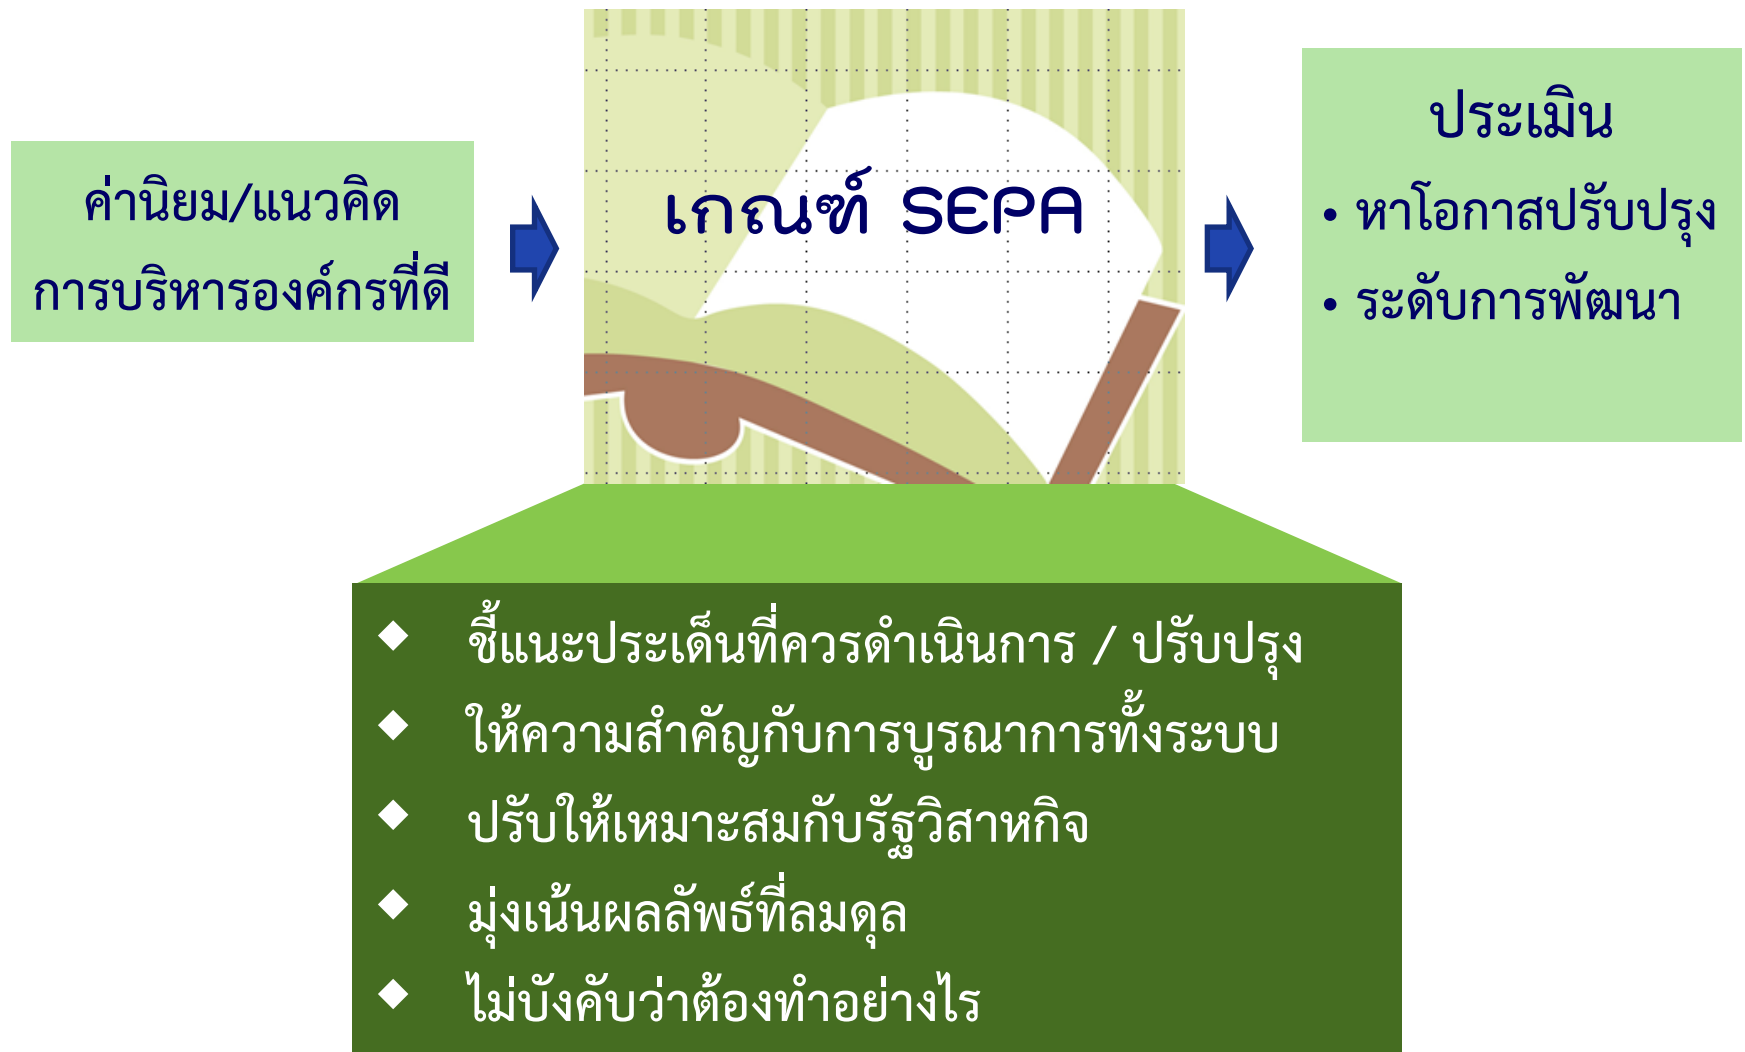 ค่านิยม/แนวคิด
การบริหารองค์กรที่ดี
เกณฑ์ SEPA
ประเมิน
• หาโอกาสปรับปรุง
• ระดับการพัฒนา
◆ ชี้แนะประเด็นที่ควรดำเนินการ / ปรับปรุง
◆ ให้ความสำคัญกับการบูรณาการทั้งระบบ
◆ ปรับให้เหมาะสมกับรัฐวิสาหกิจ
◆ มุ่งเน้นผลลัพธ์ที่ลมดุล
◆ ไม่บังคับว่าต้องทำอย่างไร